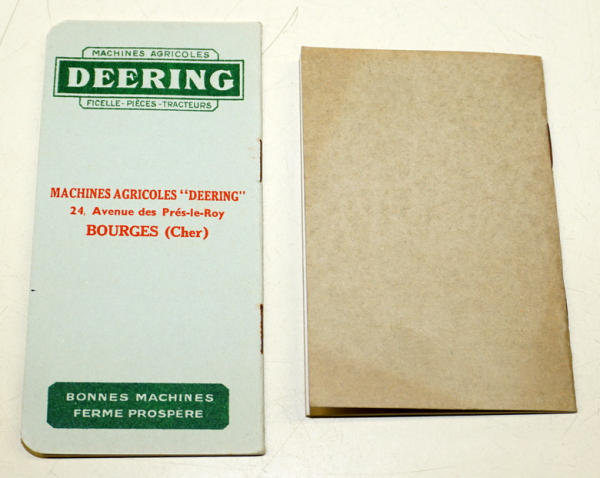 MACHINES AGRICOLES
DEERING
FICELLE - PIÈCES - TRACTEURS
MACHINES AGRICOLES "DEERING"
24, Avenue des Prés-le-Roy
BOURGES (Cher)
BONNES MACHINES
FERME PROSPÈRE